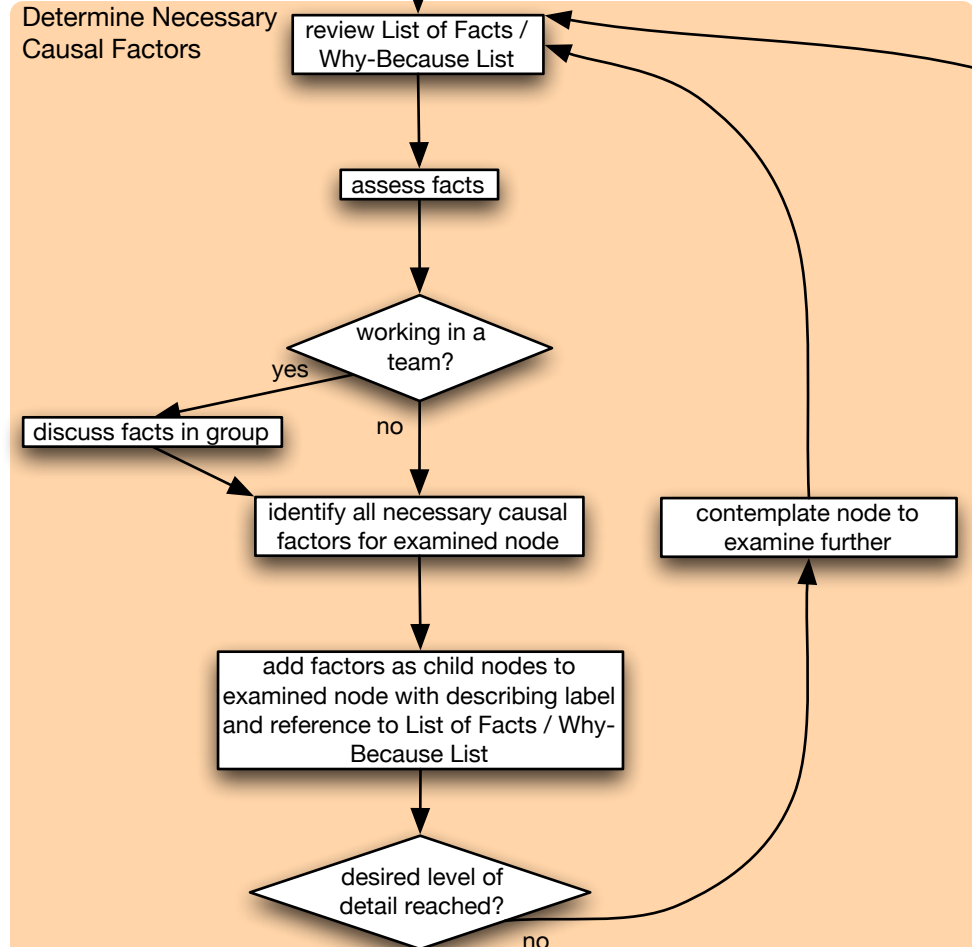 Determine Necessary
Causal Factors
review List of Facts /
Why-Because List
assess facts
working in a
team?
yes
no
discuss facts in group
identify all necessary causal
factors for examined node
contemplate node to
examine further
add factors as child nodes to
examined node with describing label
and reference to List of Facts / Why-
Because List
desired level of
detail reached?
no